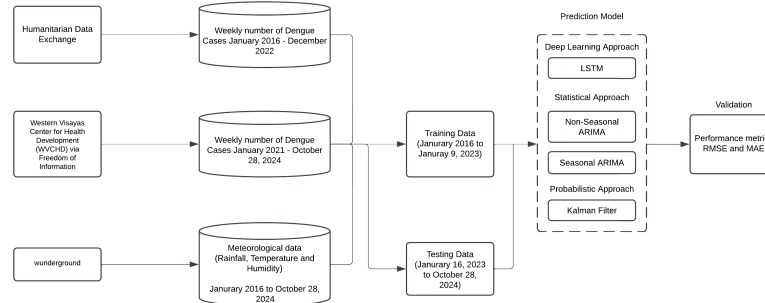 Humanitarian Data
Exchange
Weekly number of Dengue
Cases January 2016 - December
2022
Western Visayas
Center for Health
Development
(WVCHD) via
Freedom of
Information
Weekly number of Dengue
Cases January 2021 - October
28, 2024
wunderground
Meteorological data
(Rainfall, Temperature and
Humidity)
Janurary 2016 to October 28,
2024
Training Data
(Janurary 2016 to
Januray 9, 2023)
Testing Data
(Janurary 16, 2023
to October 28,
2024)
Prediction Model
Deep Learning Approach
LSTM
Statistical Approach
Non-Seasonal
ARIMA
Seasonal ARIMA
Probabilistic Approach
Kalman Filter
Validation
Performance metric
RMSE and MAE